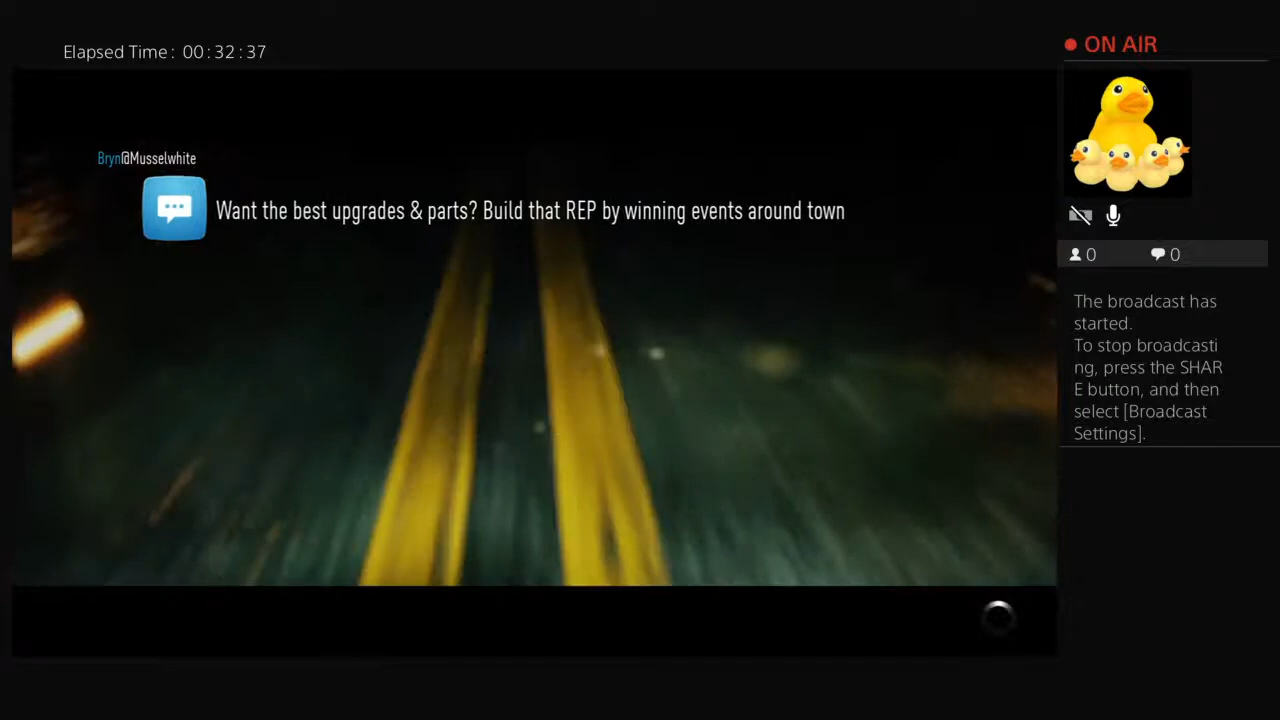 Elapsed Time: 00:32:37
ON AIR
Bryn@Musselwhite
Want the best upgrades & parts? Build that REP by winning events around town
0 0
The broadcast has
started.
To stop broadcasti
ng, press the SHAR
E button, and then
select [Broadcast
Settings].